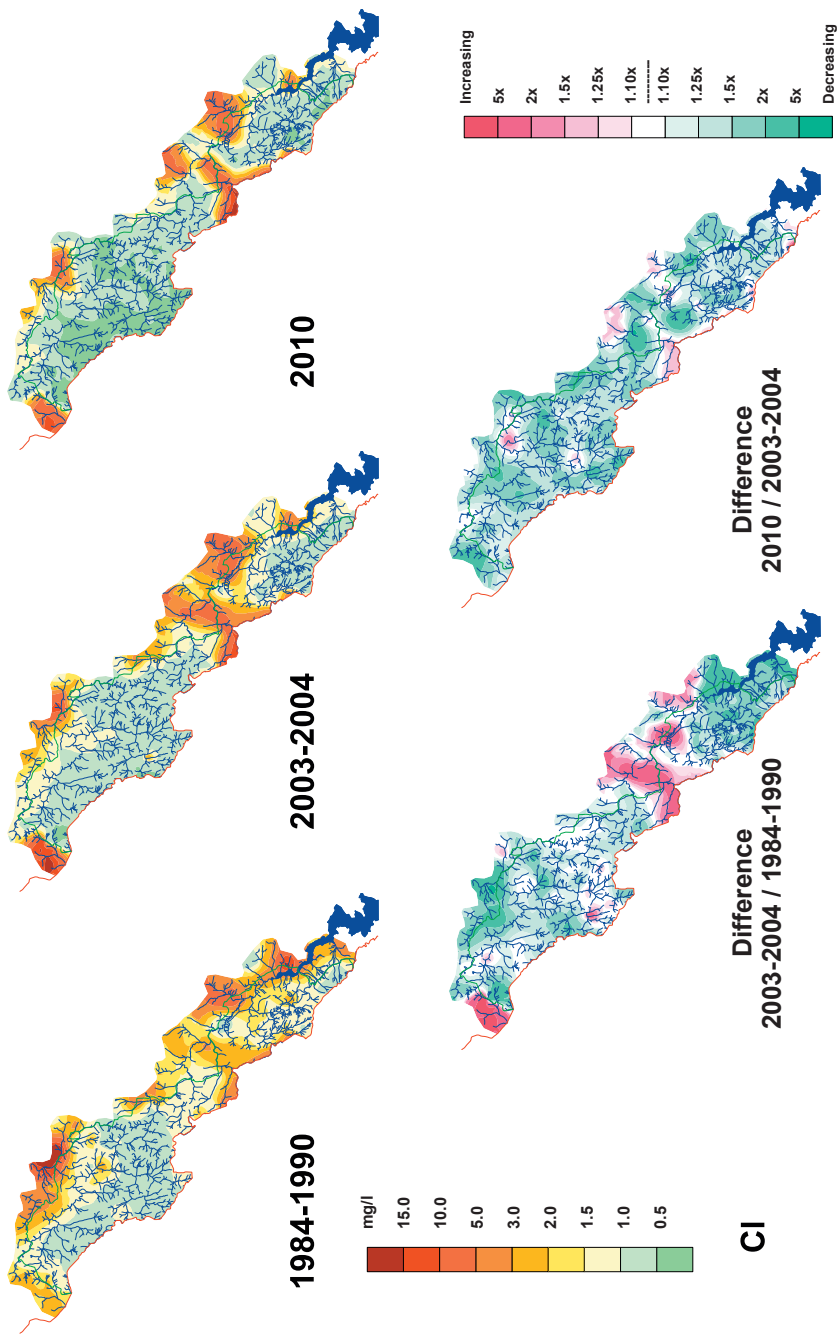 1984-1990
2003-2004
2010
mg/l
15.0
10.0
5.0
3.0
2.0
1.5
1.0
0.5
Cl
Difference
2003-2004 / 1984-1990
Difference
2010 / 2003-2004
Increasing
5x
2x
1.5x
1.25x
1.10x
1.10x
1.25x
1.5x
2x
5x
Decreasing